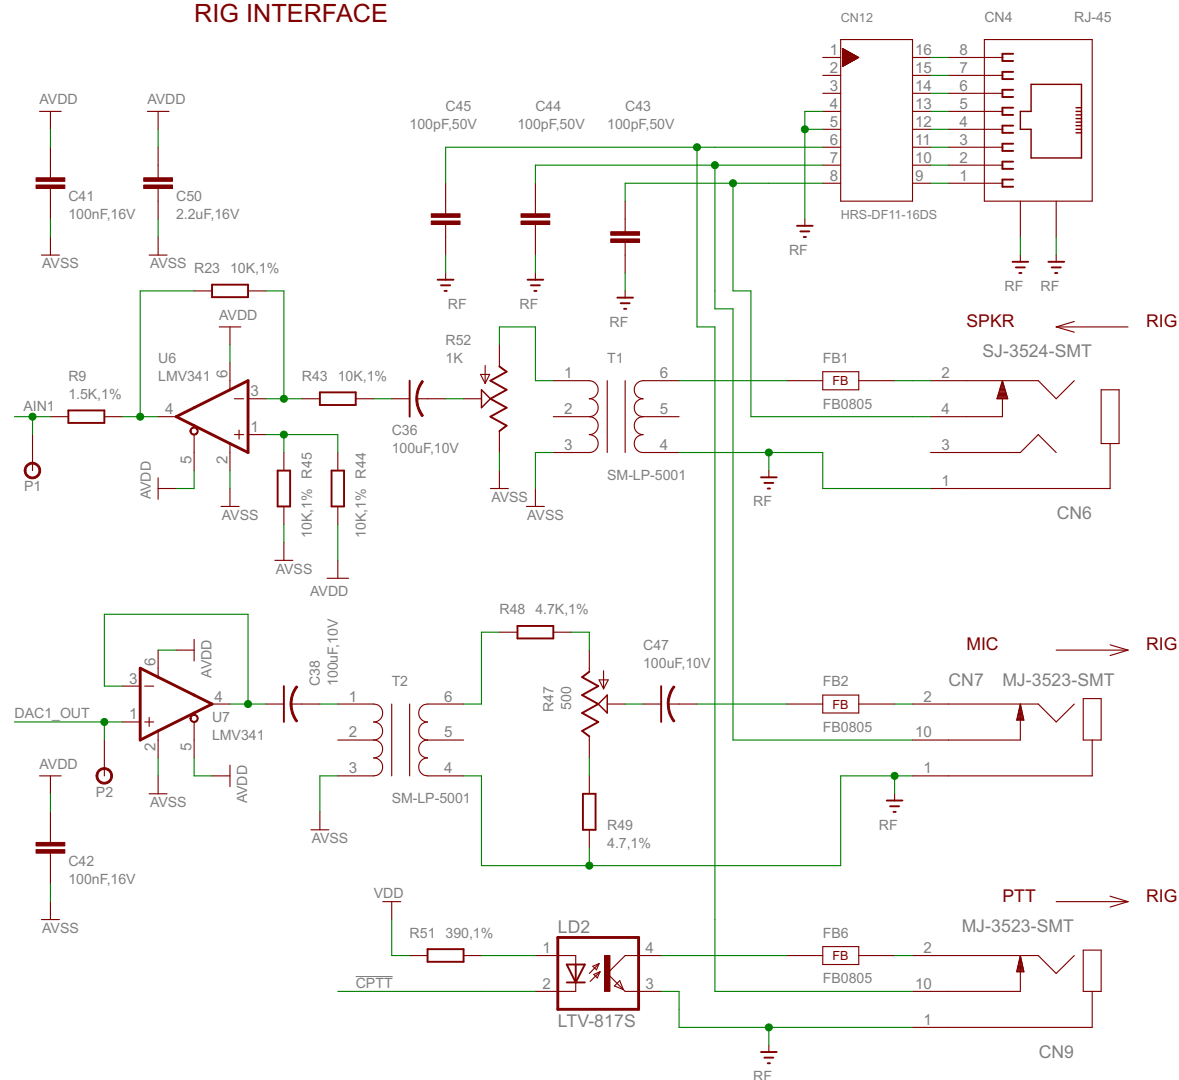 RIG INTERFACE
CN12
CN4
RJ-45
1
2
3
4
5
6
7
8
16
15
14
13
12
11
10
9
8
7
6
5
4
3
2
1
HRS-DF11-16DS
RF
RF
RF
AVDD
C41
100nF,16V
AVSS
AVDD
C50
2.2uF,16V
AVSS
C45
100pF,50V
RF
C44
100pF,50V
RF
C43
100pF,50V
RF
R23 10K,1%
AVDD
U6
LMV341
6
3
4
1
5
2
R9
1.5K,1%
AIN1
P1
AVDD
AVSS
R43 10K,1%
10K,1% R45
10K,1% R44
AVSS
AVDD
C36
100uF,10V
R52
1K
AVSS
AVSS
T1
1
2
3
6
5
4
SM-LP-5001
RF
FB1
FB
FB0805
SPKR
RIG
SJ-3524-SMT
2
4
3
1
CN6
DAC1_OUT
P2
3
1
6
4
2
5
U7
LMV341
AVDD
AVSS
AVDD
AVDD
C42
100nF,16V
AVSS
C38
100uF,10V
AVSS
T2
1
2
3
6
5
4
SM-LP-5001
R48 4.7K,1%
R47
500
R49
4.7,1%
C47
100uF,10V
FB2
FB
FB0805
MIC
RIG
CN7 MJ-3523-SMT
2
10
1
RF
VDD
R51 390,1%
CPTT
LD2
1
2
4
3
LTV-817S
FB6
FB
FB0805
PTT
RIG
MJ-3523-SMT
2
10
1
RF
CN9